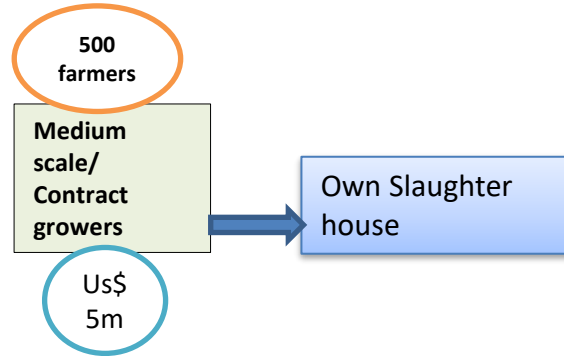 500
farmers
Medium
scale/
Contract
growers
Own Slaughter
house
Us$
5m